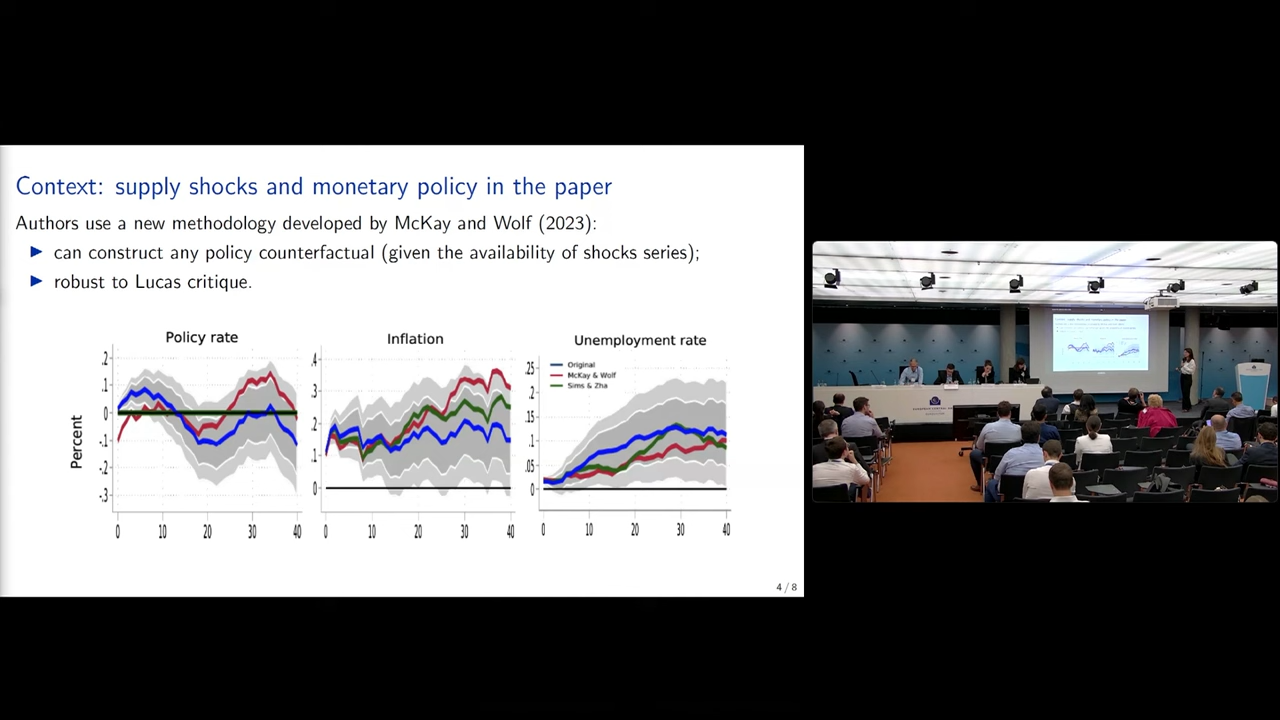 Context: supply shocks and monetary policy in the paper
Authors use a new methodology developed by McKay and Wolf (2023):
▶ can construct any policy counterfactual (given the availability of shocks series);
▶ robust to Lucas critique.
Policy rate
Inflation
Unemployment rate
Percent
.2
.1
0
-.1
-.2
-.3
0 10 20 30 40
.4
.3
.2
.1
0
0 10 20 30 40
.25
.2
.15
.1
.05
0
0 10 20 30 40
Original
McKay & Wolf
Sims & Zha
4 / 8
EUROPEAN CENTRAL